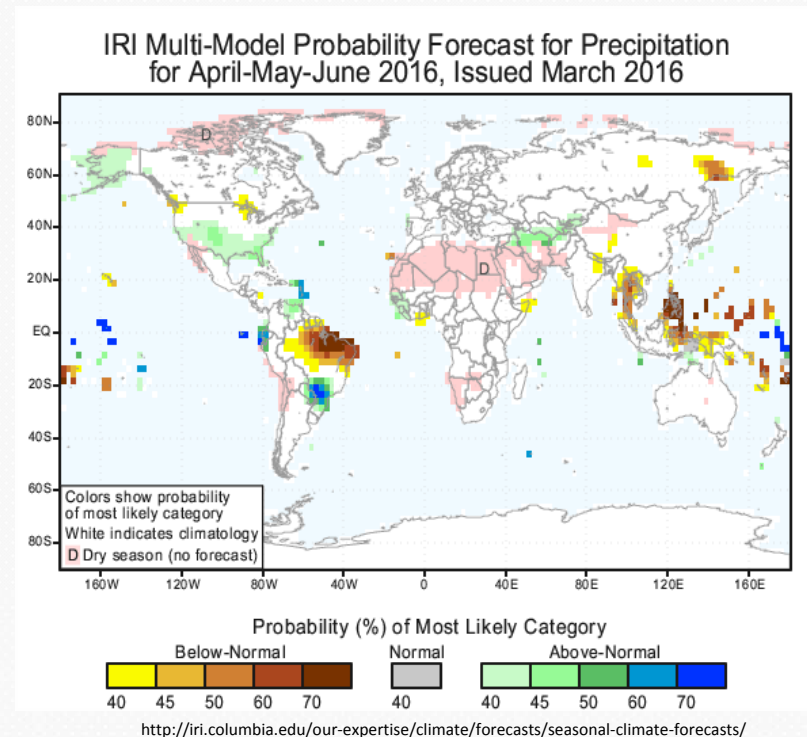 IRI Multi-Model Probability Forecast for Precipitation
for April-May-June 2016, Issued March 2016
80N
60N
40N
20N
EQ
20S
40S
60S
80S
D
D
Colors show probability
of most likely category
White indicates climatology
D Dry season (no forecast)
160W 120W 80W 40W 0 40E 80E 120E 160E
Probability (%) of Most Likely Category
Below-Normal Normal Above-Normal
40 45 50 60 70 40 40 45 50 60 70
http://iri.columbia.edu/our-expertise/climate/forecasts/seasonal-climate-forecasts/